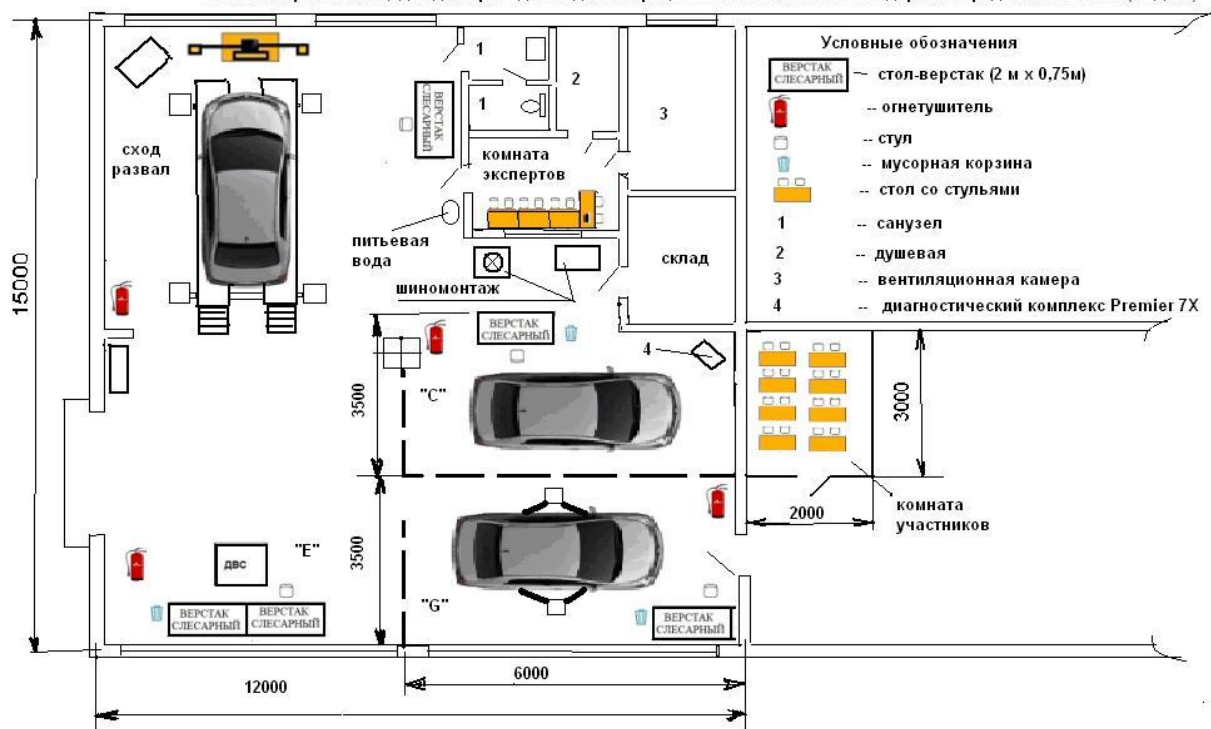 Условные обозначения
ВЕРСТАК
СЛЕСАРНЫЙ
-- стол-верстак (2 м x 0,75м)
-- огнетушитель
-- стул
-- мусорная корзина
-- стол со стульями
1 -- санузел
2 -- душевая
3 -- вентиляционная камера
4 -- диагностический комплекс Premier 7X
15000
сход
развал
ВЕРСТАК
СЛЕСАРНЫЙ
1
1
2
3
комната
экспертов
питьевая
вода
шиномонтаж
склад
ВЕРСТАК
СЛЕСАРНЫЙ
4
3500
"С"
3000
2000
комната
участников
3500
"Е"
ДВС
"G"
ВЕРСТАК
СЛЕСАРНЫЙ
ВЕРСТАК
СЛЕСАРНЫЙ
ВЕРСТАК
СЛЕСАРНЫЙ
12000
6000